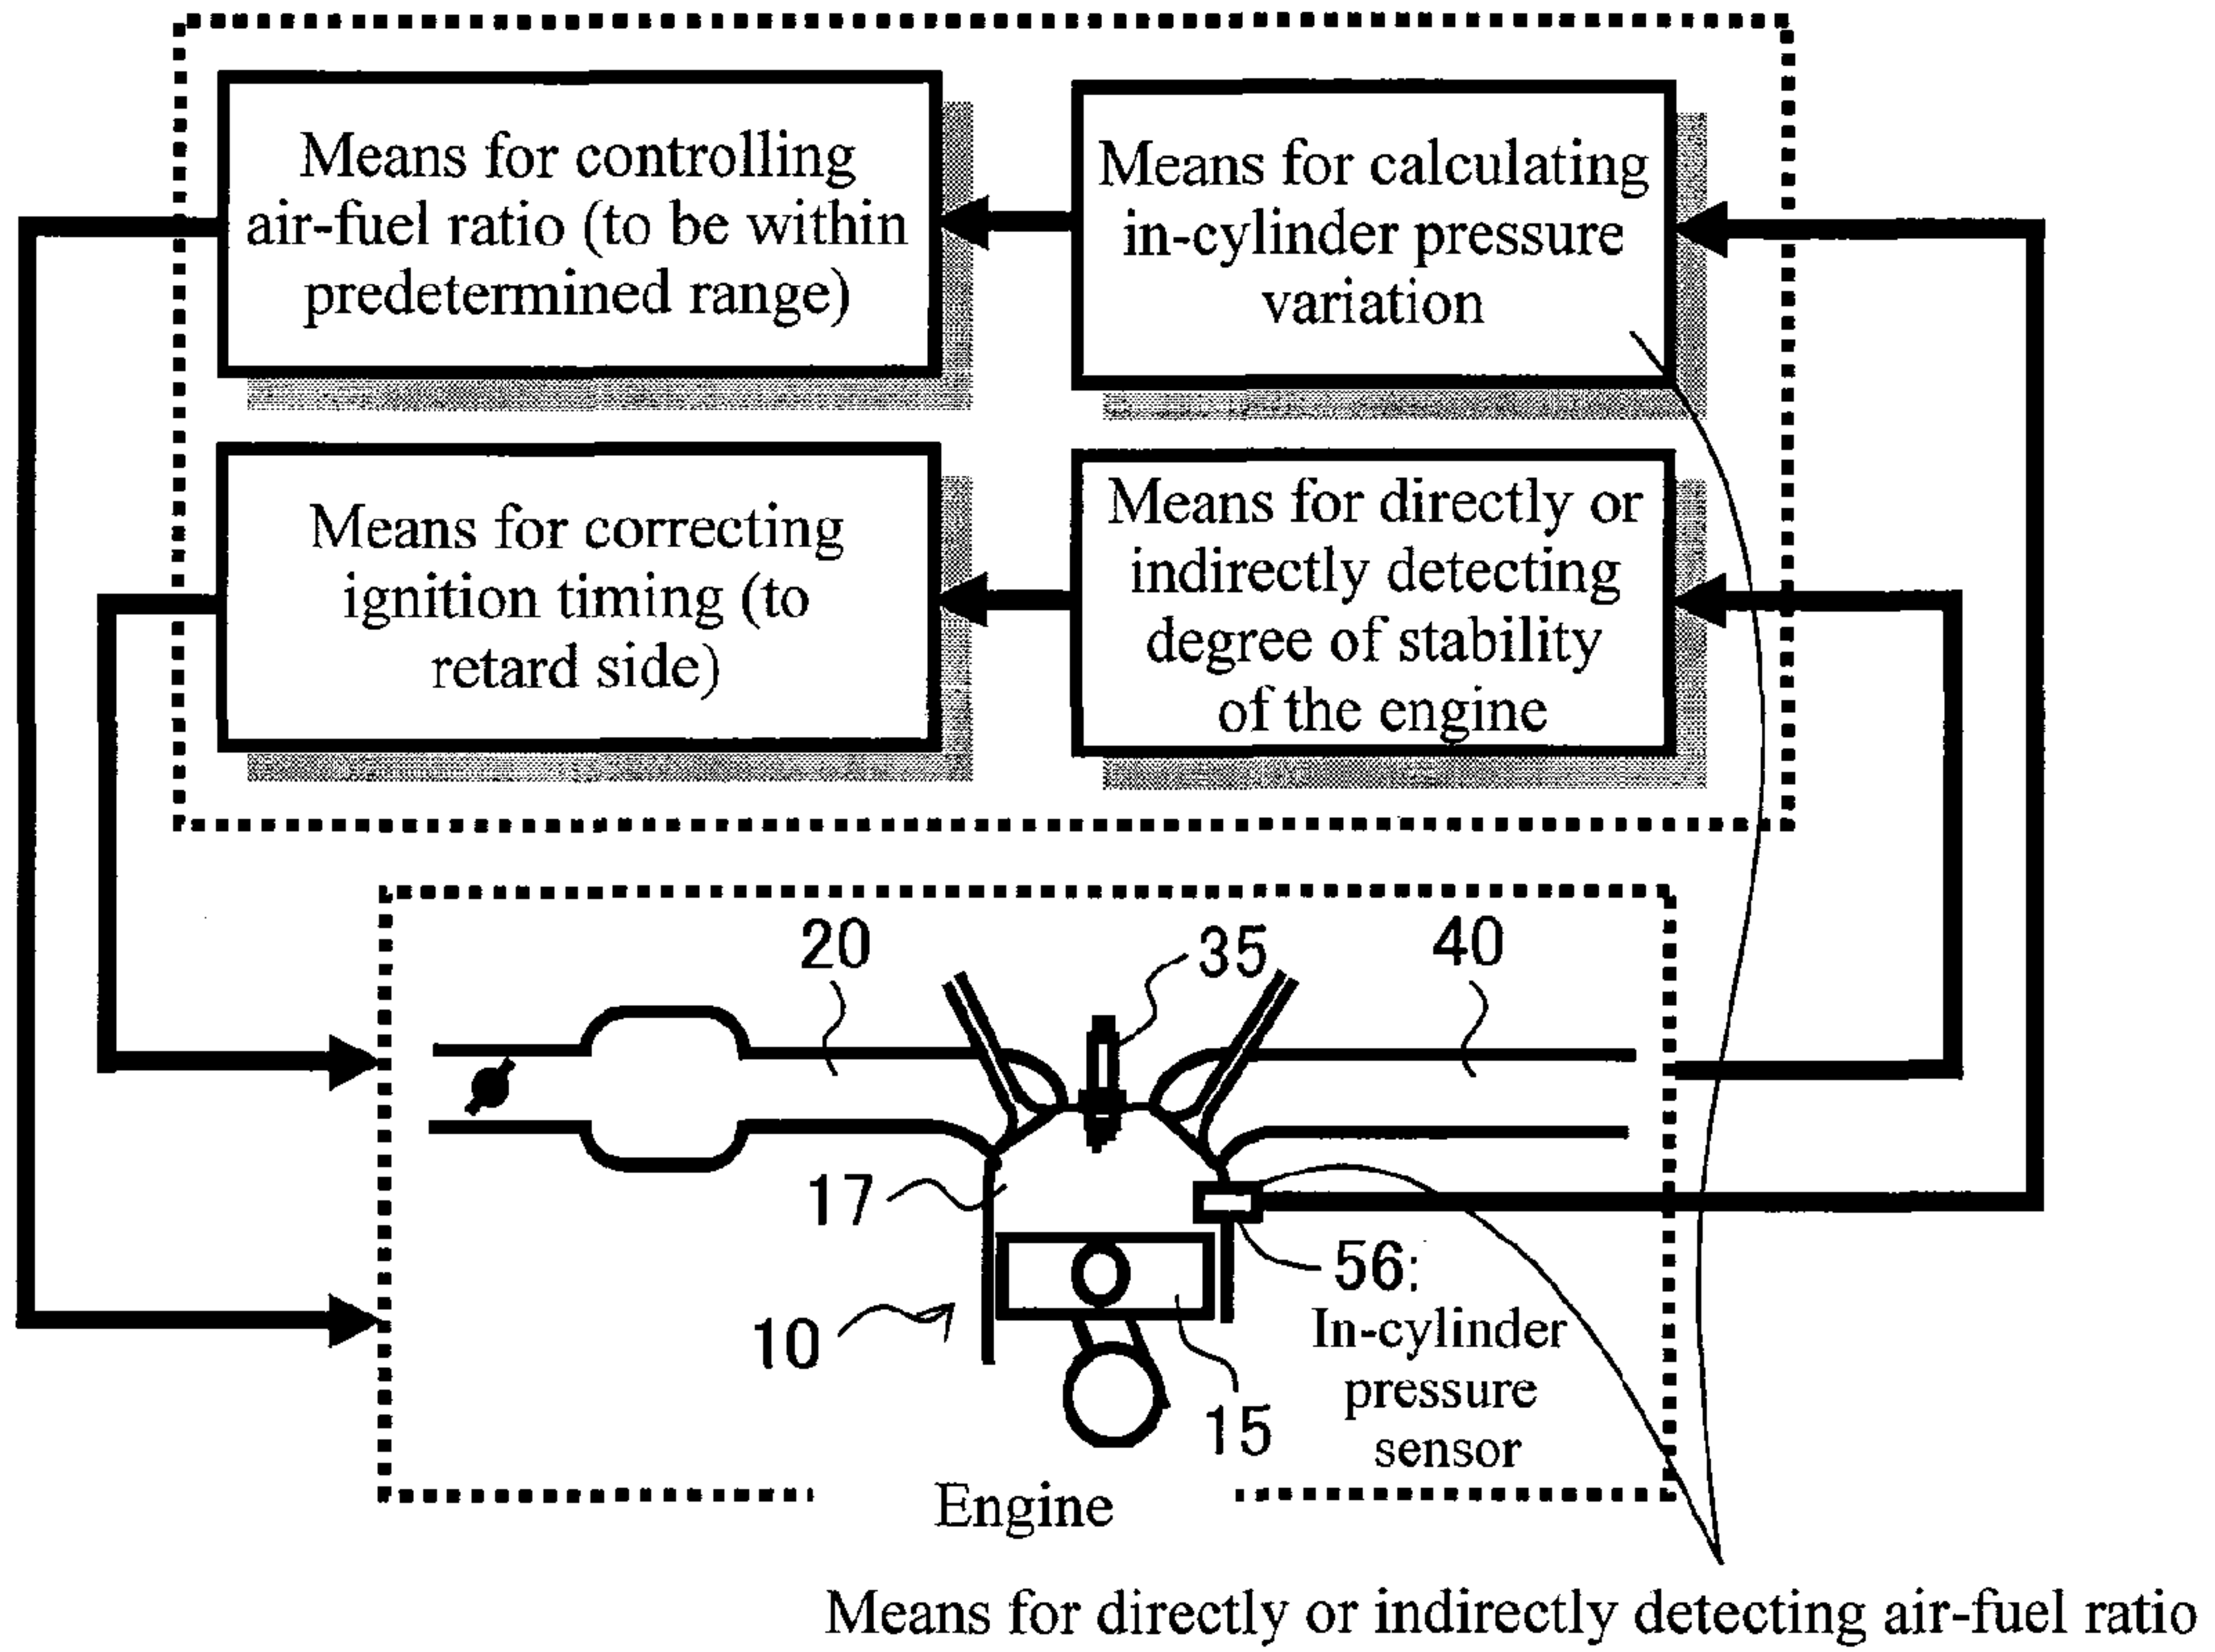 Means for controlling
air-fuel ratio (to be within
predetermined range)
Means for calculating
in-cylinder pressure
variation
Means for correcting
ignition timing (to
retard side)
Means for directly or
indirectly detecting
degree of stability
of the engine
20
35
40
17
10
15
56:
In-cylinder
pressure
sensor
Engine
Means for directly or indirectly detecting air-fuel ratio